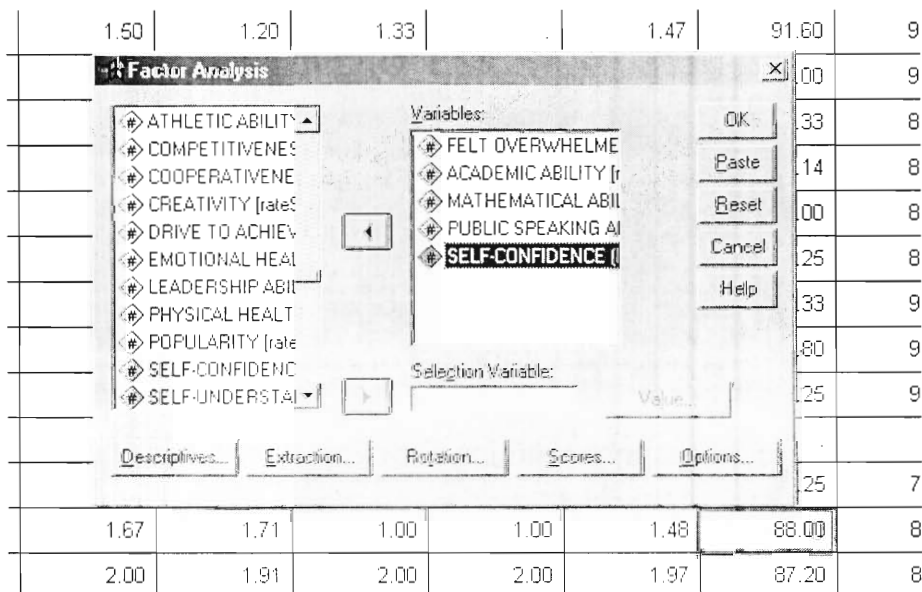 1.50 1.20 1.33 . 1.47 91.60 9
Factor Analysis
.00 9
ATHLETIC ABILITY
Variables:
OK
.33 8
COMPETITIVENES
FELT OVERWHELME
COOPERATIVENE
ACADEMIC ABILITY [r
Paste
.14 8
CREATIVITY [rateS
MATHEMATICAL ABIL
Reset
.00 8
DRIVE TO ACHIEV
PUBLIC SPEAKING A
Cancel
EMOTIONAL HEAL
SELF-CONFIDENCE [
.25 8
LEADERSHIP ABIL
Help
.33 9
PHYSICAL HEALT
POPULARITY [rate
.80 9
SELF-CONFIDENC
Selection Variable:
SELF-UNDERSTA
Value...
.25 9
Descriptives... Extraction... Rotation... Scores... Options...
.25 7
1.67 1.71 1.00 1.00 1.48 88.00 8
2.00 1.91 2.00 2.00 1.97 87.20 8